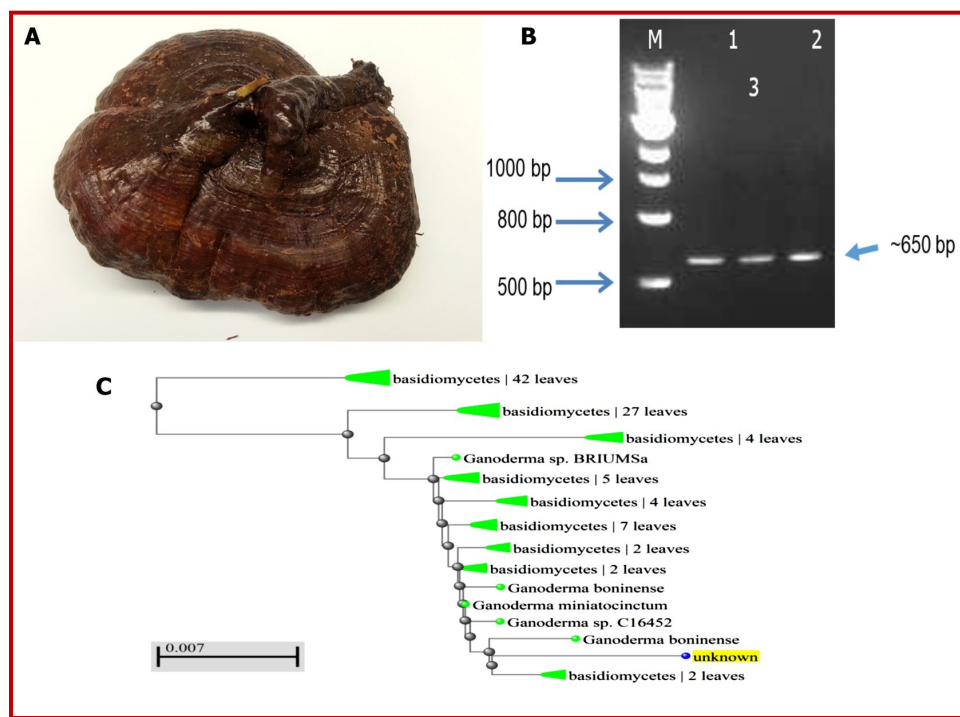 A
B
M 1 2
3
1000 bp
800 bp
500 bp
~650 bp
C
basidiomycetes | 42 leaves
basidiomycetes | 27 leaves
basidiomycetes | 4 leaves
Ganoderma sp. BRIUMSa
basidiomycetes | 5 leaves
basidiomycetes | 4 leaves
basidiomycetes | 7 leaves
basidiomycetes | 2 leaves
basidiomycetes | 2 leaves
Ganoderma boninense
Ganoderma miniatocinctum
Ganoderma sp. C16452
Ganoderma boninense
unknown
basidiomycetes | 2 leaves
0.007